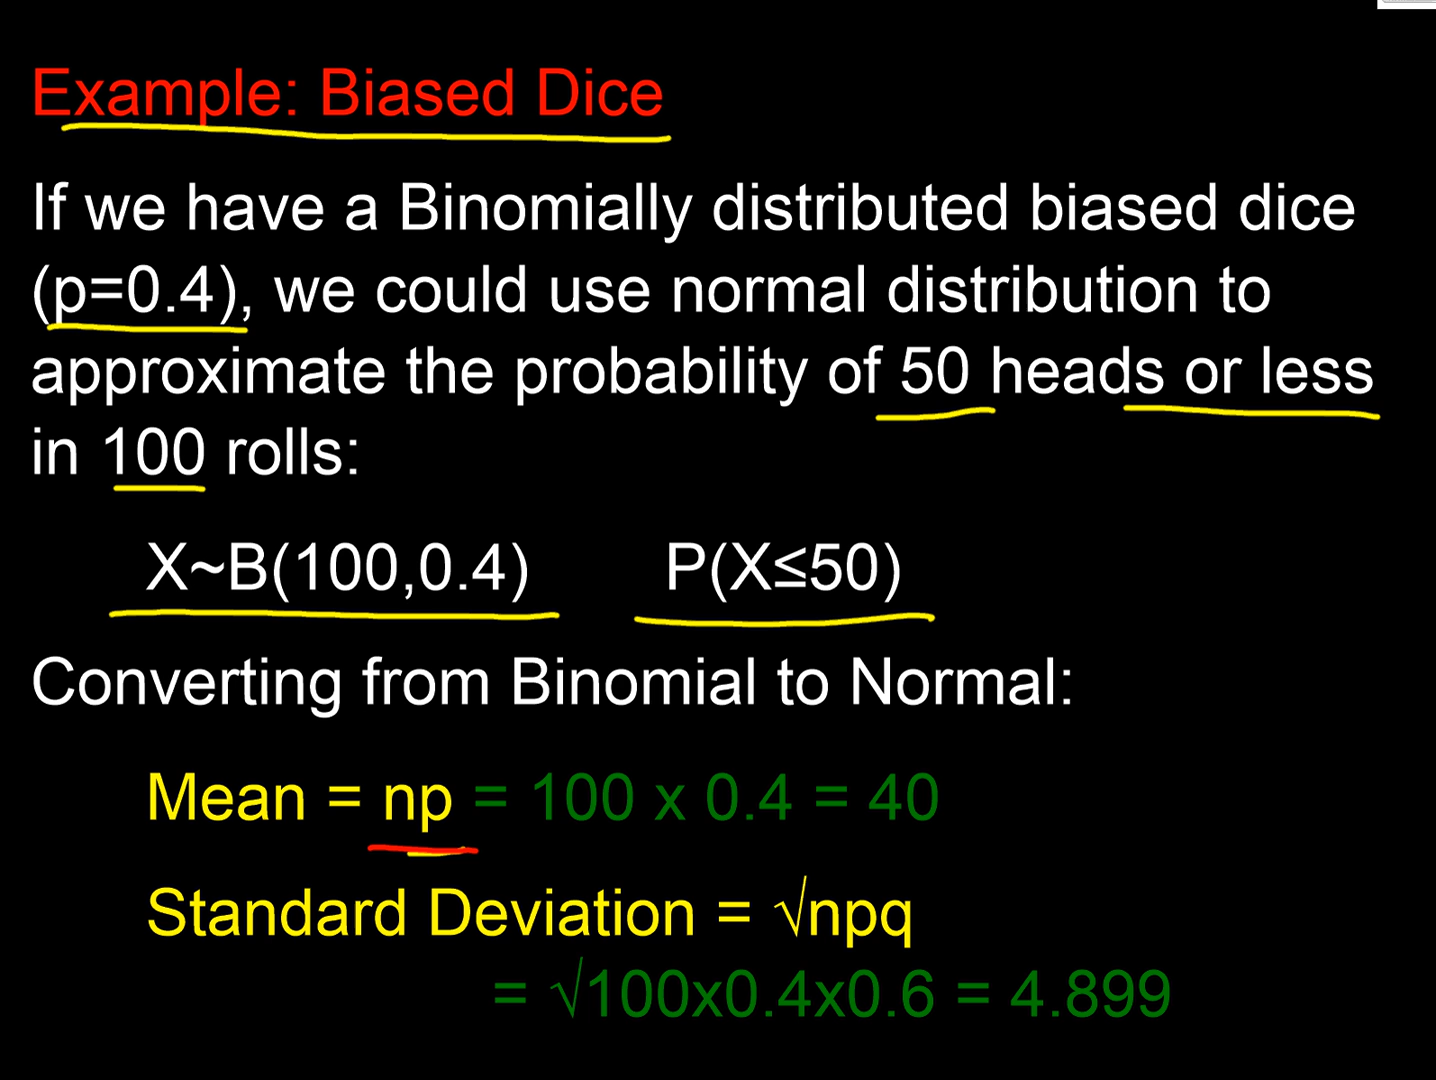 Example: Biased Dice
If we have a Binomially distributed biased dice
(p=0.4), we could use normal distribution to
approximate the probability of 50 heads or less
in 100 rolls:
X~B(100,0.4) P(X≤50)
Converting from Binomial to Normal:
Mean = np = 100 x 0.4 = 40
Standard Deviation = √npq
= √100x0.4x0.6 = 4.899